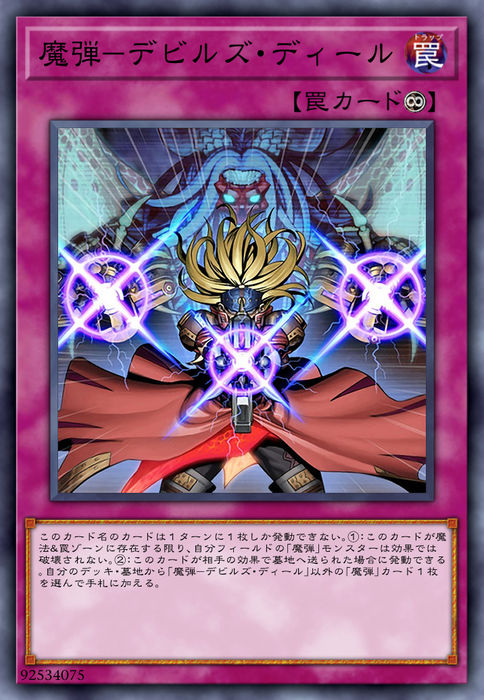 魔弾－デビルズ・ディール
トラップ
罠
【罠カード】
このカード名のカードは１ターンに１枚しか発動できない。①：このカードが魔
法&罠ゾーンに存在する限り、自分フィールドの「魔弾」モンスターは効果では
破壊されない。②：このカードが相手の効果で墓地へ送られた場合に発動できる
。自分のデッキ・墓地から「魔弾－デビルズ・ディール」以外の「魔弾」カード１枚
を選んで手札に加える。
92534075